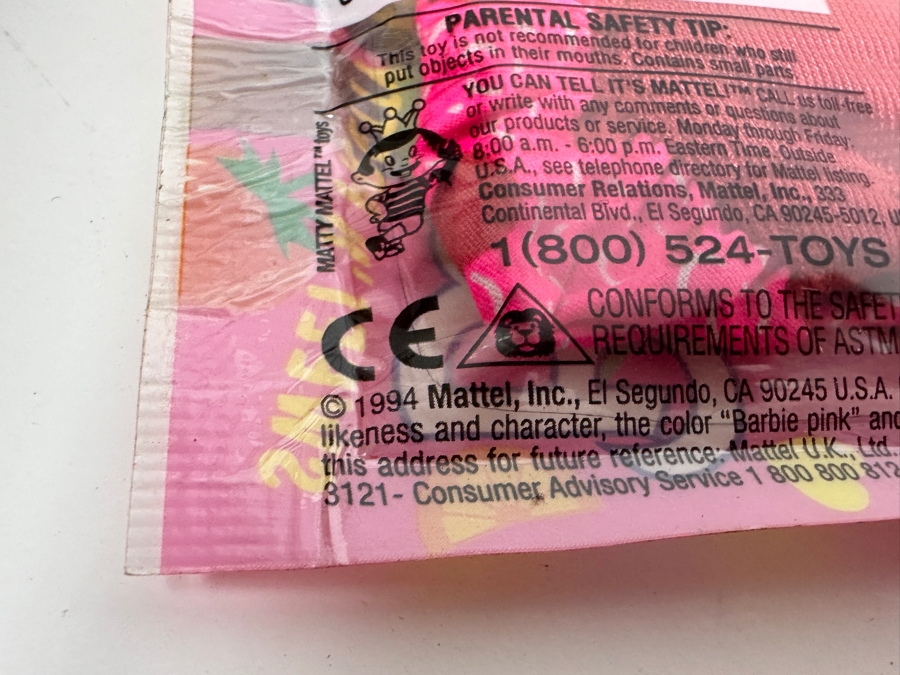 PARENTAL SAFETY TIP:
This toy is not recommended for children who still
put objects in their mouths. Contains small parts.
YOU CAN TELL IT'S MATTEL!™ CALL us toll-free
or write with any comments or questions about
our products or service. Monday through Friday:
8:00 a.m. - 6:00 p.m. Eastern Time. Outside
U.S.A., see telephone directory for Mattel listing.
Consumer Relations, Mattel, Inc., 333
Continental Blvd., El Segundo, CA 90245-5012, U
1 (800) 524-TOYS
MATTY MATTEL™ toys
CE
CONFORMS TO THE SAFET
REQUIREMENTS OF ASTM
© 1994 Mattel, Inc., El Segundo, CA 90245 U.S.A.
likeness and character, the color “Barbie pink” and
this address for future reference: Mattel U.K., Ltd.
3121- Consumer Advisory Service 1 800 800 812